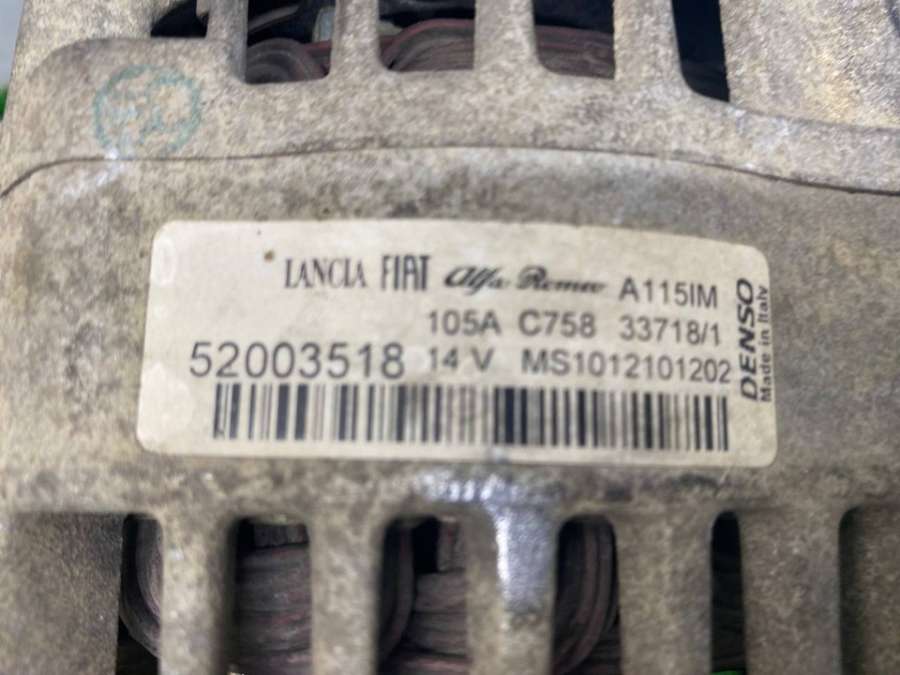 LANCIA FIAT Alfa Romeo A115IM
105A C758 33718/1
52003518 14 V MS1012101202
DENSO
Made in Italy